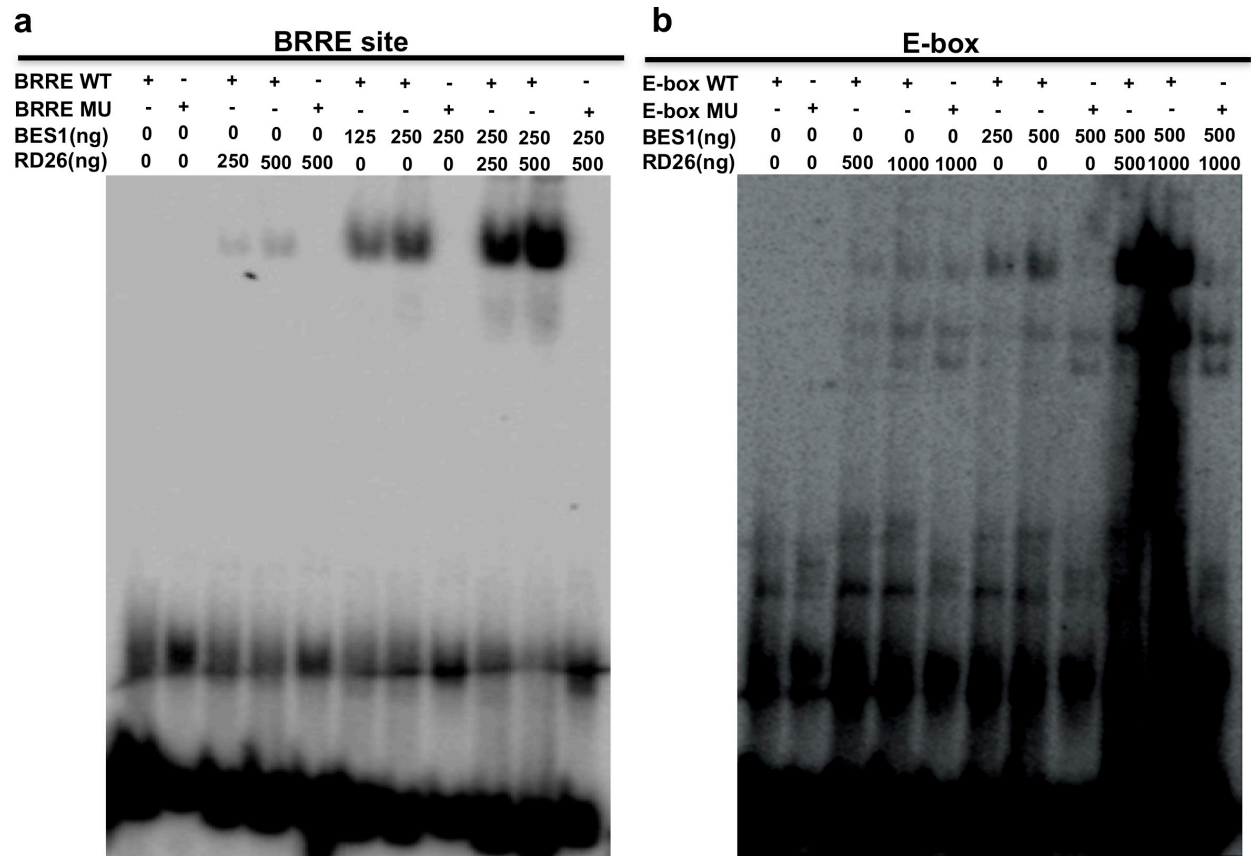 a
BRRE site
BRRE WT + - + + - + + - + + -
BRRE MU - + - - + - - + - - +
BES1(ng) 0 0 0 0 0 125 250 250 250 250 250
RD26(ng) 0 0 250 500 500 0 0 0 250 500 500
b
E-box
E-box WT + - + + - + + - + + -
E-box MU - + - - + - - + - - +
BES1(ng) 0 0 0 0 0 250 500 500 500 500 500
RD26(ng) 0 0 500 1000 1000 0 0 0 500 1000 1000